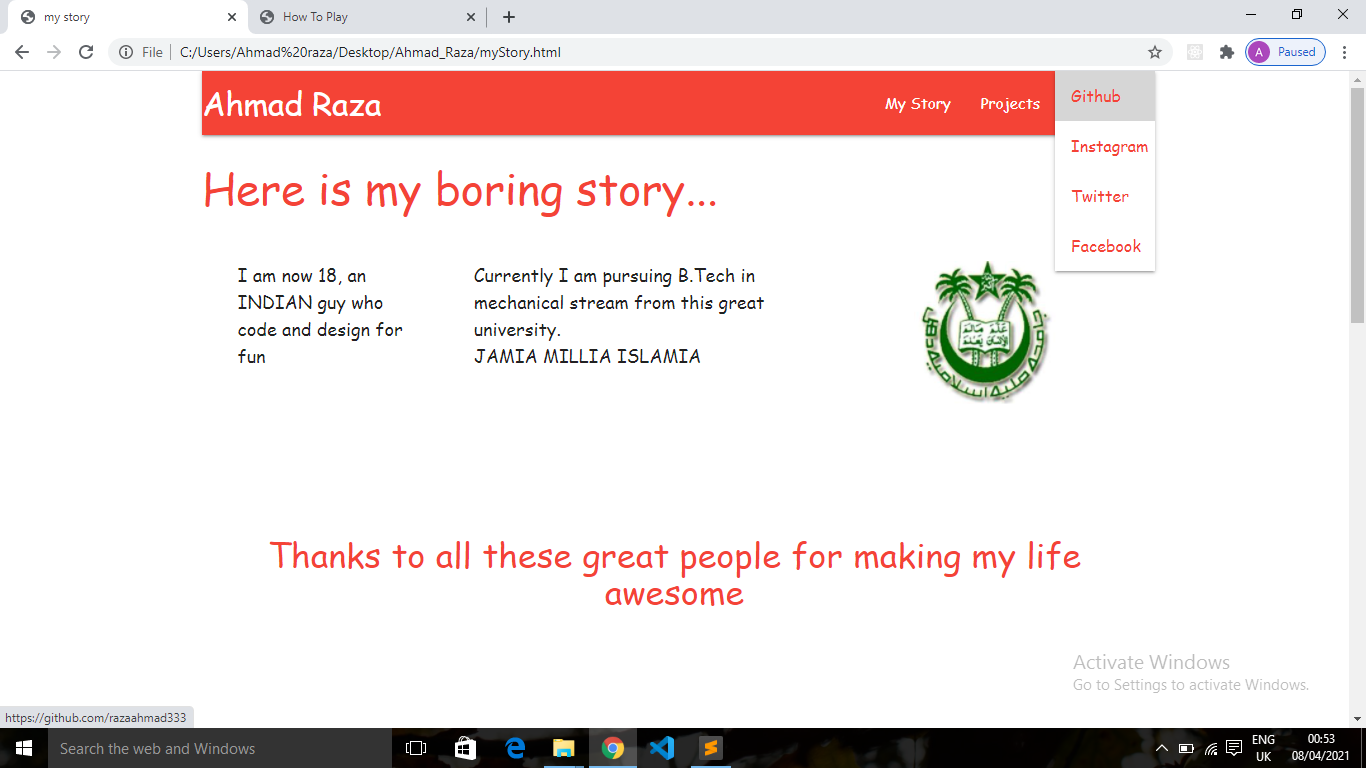 my story
How To Play
File
C:/Users/Ahmad%20raza/Desktop/Ahmad_Raza/myStory.html
A
Paused
Ahmad Raza
My Story
Projects
Github
Instagram
Twitter
Facebook
Here is my boring story...
I am now 18, an
INDIAN guy who
code and design for
fun
Currently I am pursuing B.Tech in
mechanical stream from this great
university.
JAMIA MILLIA ISLAMIA
Thanks to all these great people for making my life
awesome
Activate Windows
Go to Settings to activate Windows.
https://github.com/razaahmad333
Search the web and Windows
ENG
UK
00:53
08/04/2021